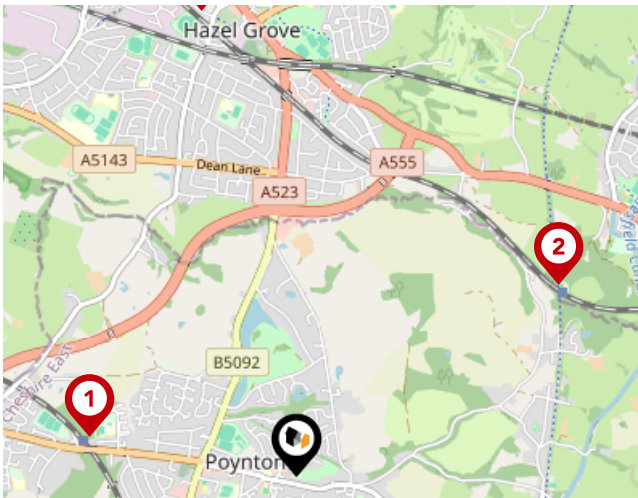 Hazel Grove
A5143
Dean Lane
A555
A523
2
B5092
Cheshire East
1
Poynton